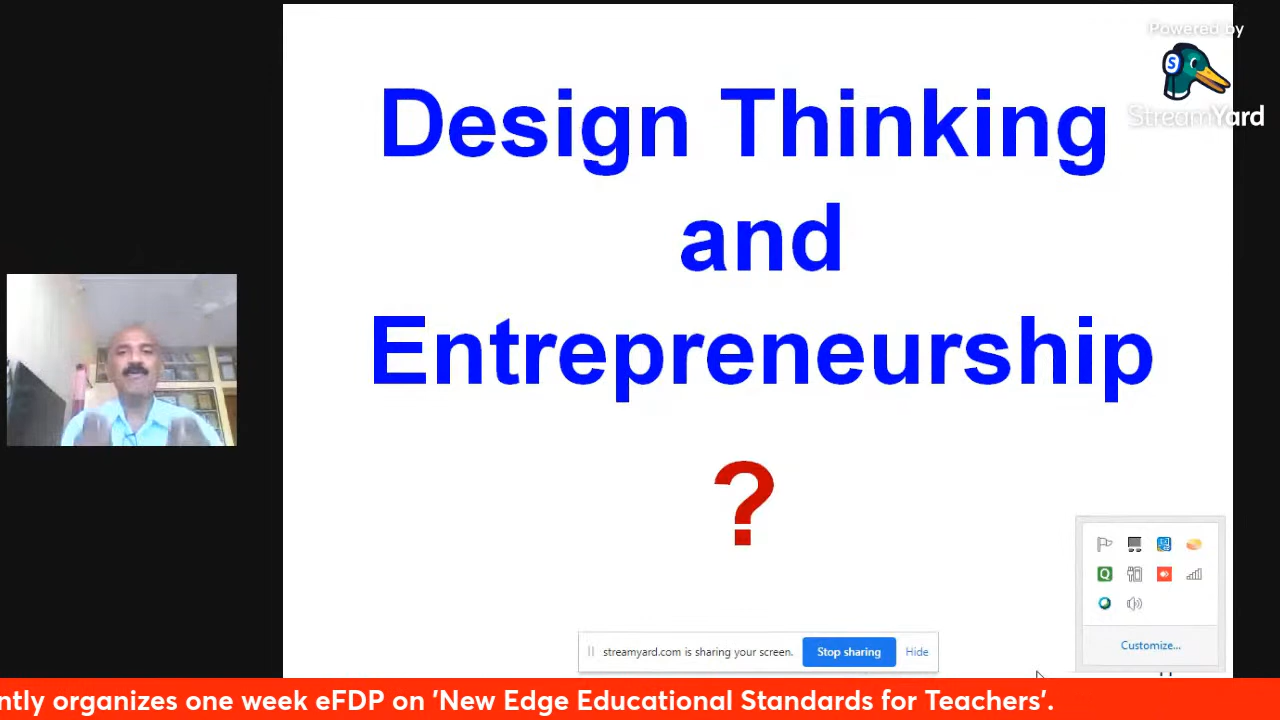 Powered by
StreamYard
Design Thinking
and
Entrepreneurship
?
streamyard.com is sharing your screen.
Stop sharing
Hide
Customize...
ntly organizes one week eFDP on 'New Edge Educational Standards for Teachers'.